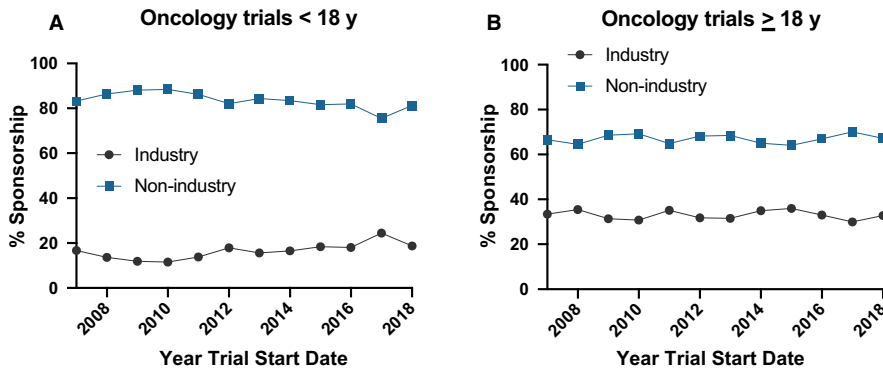 A
Oncology trials < 18 y
% Sponsorship
100
80
60
40
20
0
Industry
Non-industry
2008
2010
2012
2014
2016
2018
Year Trial Start Date
B
Oncology trials ≥ 18 y
% Sponsorship
100
80
60
40
20
0
Industry
Non-industry
2008
2010
2012
2014
2016
2018
Year Trial Start Date